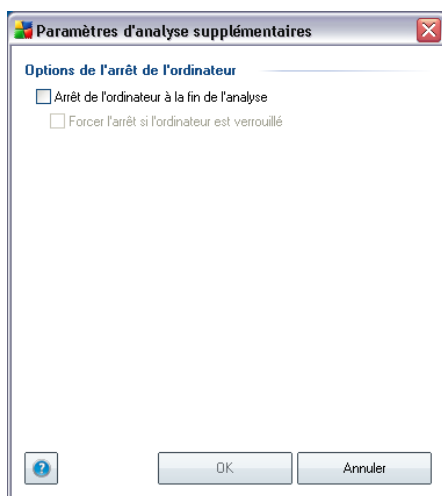 Paramètres d'analyse supplémentaires
Options de l'arrêt de l'ordinateur
Arrêt de l'ordinateur à la fin de l'analyse
Forcer l'arrêt si l'ordinateur est verrouillé
?
OK
Annuler